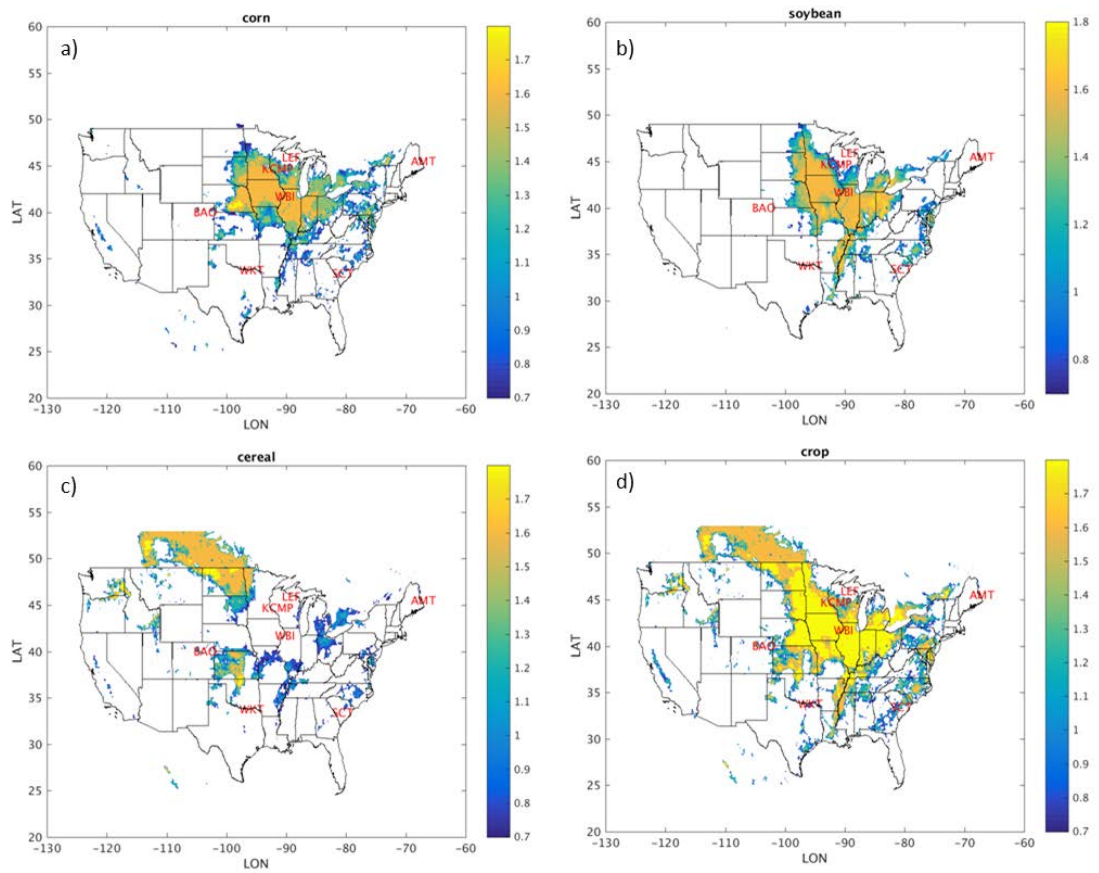 corn
a)
60
55
50
45
40
35
30
25
20
LAT
−130 −120 −110 −100 −90 −80 −70 −60
LON
LEF
KCMP
WBI
BAO
WKT
SCT
AMT
1.7
1.6
1.5
1.4
1.3
1.2
1.1
1
0.9
0.8
0.7
soybean
b)
60
55
50
45
40
35
30
25
20
LAT
−130 −120 −110 −100 −90 −80 −70 −60
LON
LEF
KCMP
WBI
BAO
WKT
SCT
AMT
1.8
1.6
1.4
1.2
1
0.8
cereal
c)
60
55
50
45
40
35
30
25
20
LAT
−130 −120 −110 −100 −90 −80 −70 −60
LON
LEF
KCMP
WBI
BAO
WKT
SCT
AMT
1.7
1.6
1.5
1.4
1.3
1.2
1.1
1
0.9
0.8
0.7
crop
d)
60
55
50
45
40
35
30
25
20
LAT
−130 −120 −110 −100 −90 −80 −70 −60
LON
LEF
KCMP
WBI
BAO
WKT
SCT
AMT
1.7
1.6
1.5
1.4
1.3
1.2
1.1
1
0.9
0.8
0.7